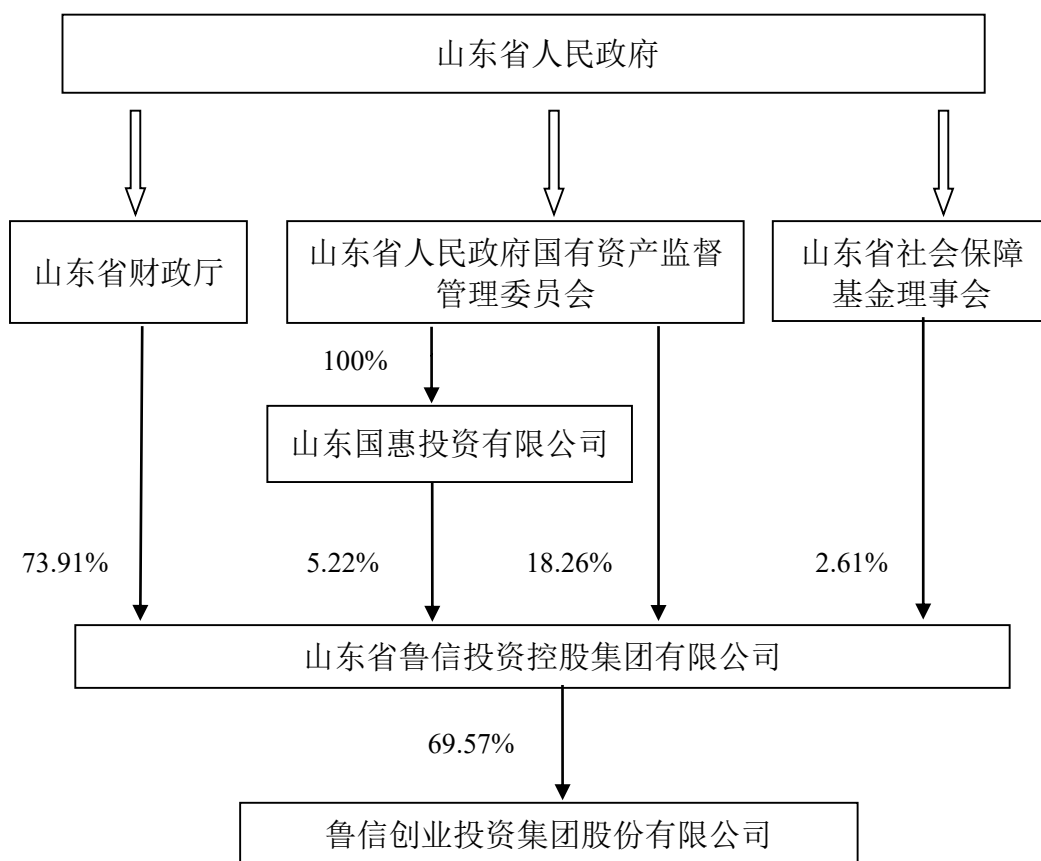 山东省人民政府
山东省财政厅
山东省人民政府国有资产监督
管理委员会
山东省社会保障
基金理事会
100%
山东国惠投资有限公司
73.91%
5.22%
18.26%
2.61%
山东省鲁信投资控股集团有限公司
69.57%
鲁信创业投资集团股份有限公司